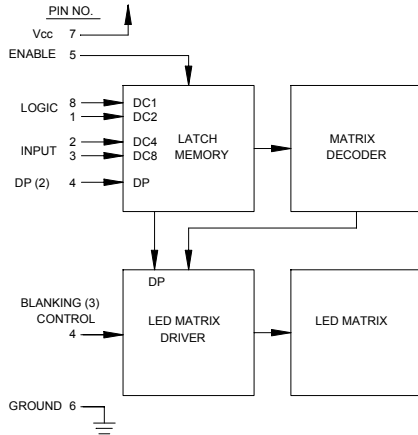 PIN NO.
Vcc 7
ENABLE 5
LOGIC 8 DC1
1 DC2
LATCH
MEMORY
MATRIX
DECODER
INPUT 2 DC4
3 DC8
DP (2) 4 DP
DP
BLANKING (3)
CONTROL
4
LED MATRIX
DRIVER
LED MATRIX
GROUND 6